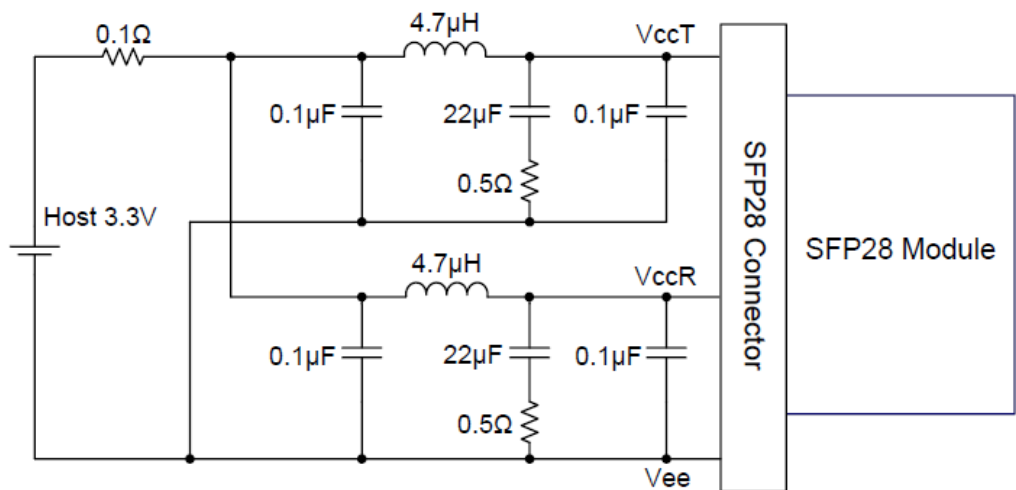 4.7μH
VccT
0.1Ω
0.1μF
22μF
0.1μF
0.5Ω
Host 3.3V
SFP28 Connector
SFP28 Module
4.7μH
VccR
0.1μF
22μF
0.1μF
0.5Ω
Vee